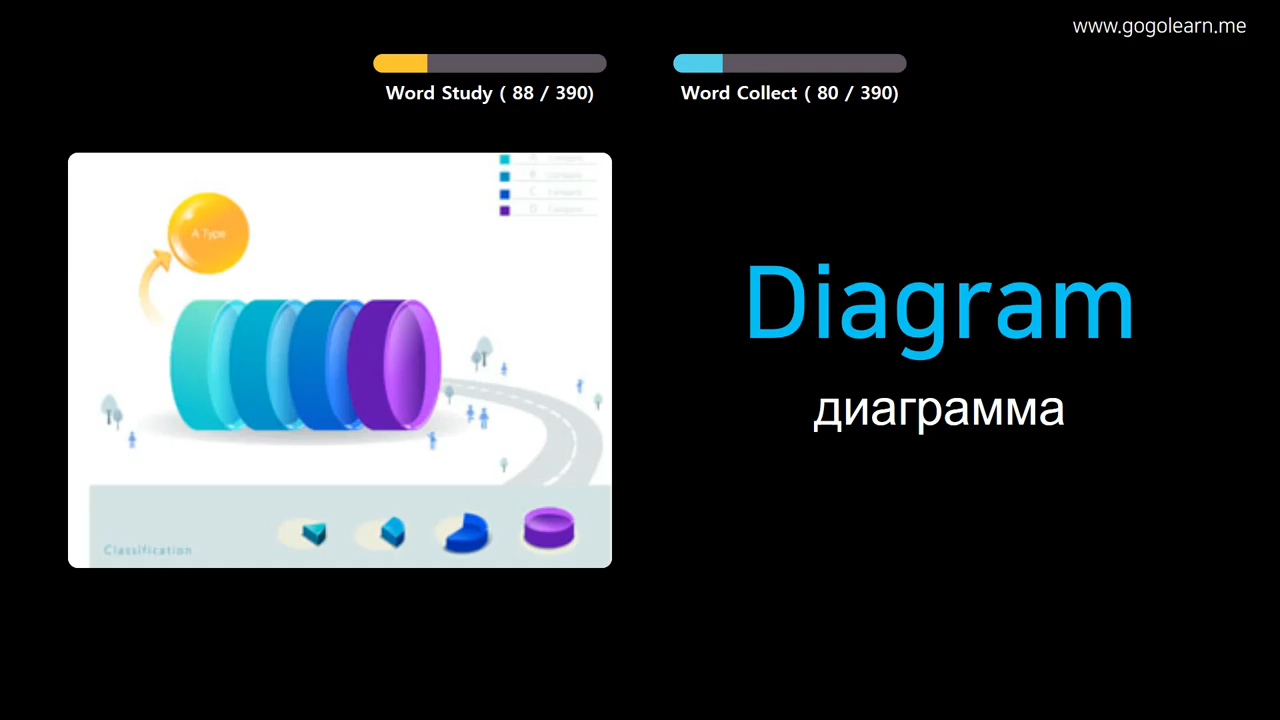 www.gogolearn.me
Word Study ( 88 / 390)
Word Collect ( 80 / 390)
A Type
C
Diagram
диаграмма
Classification